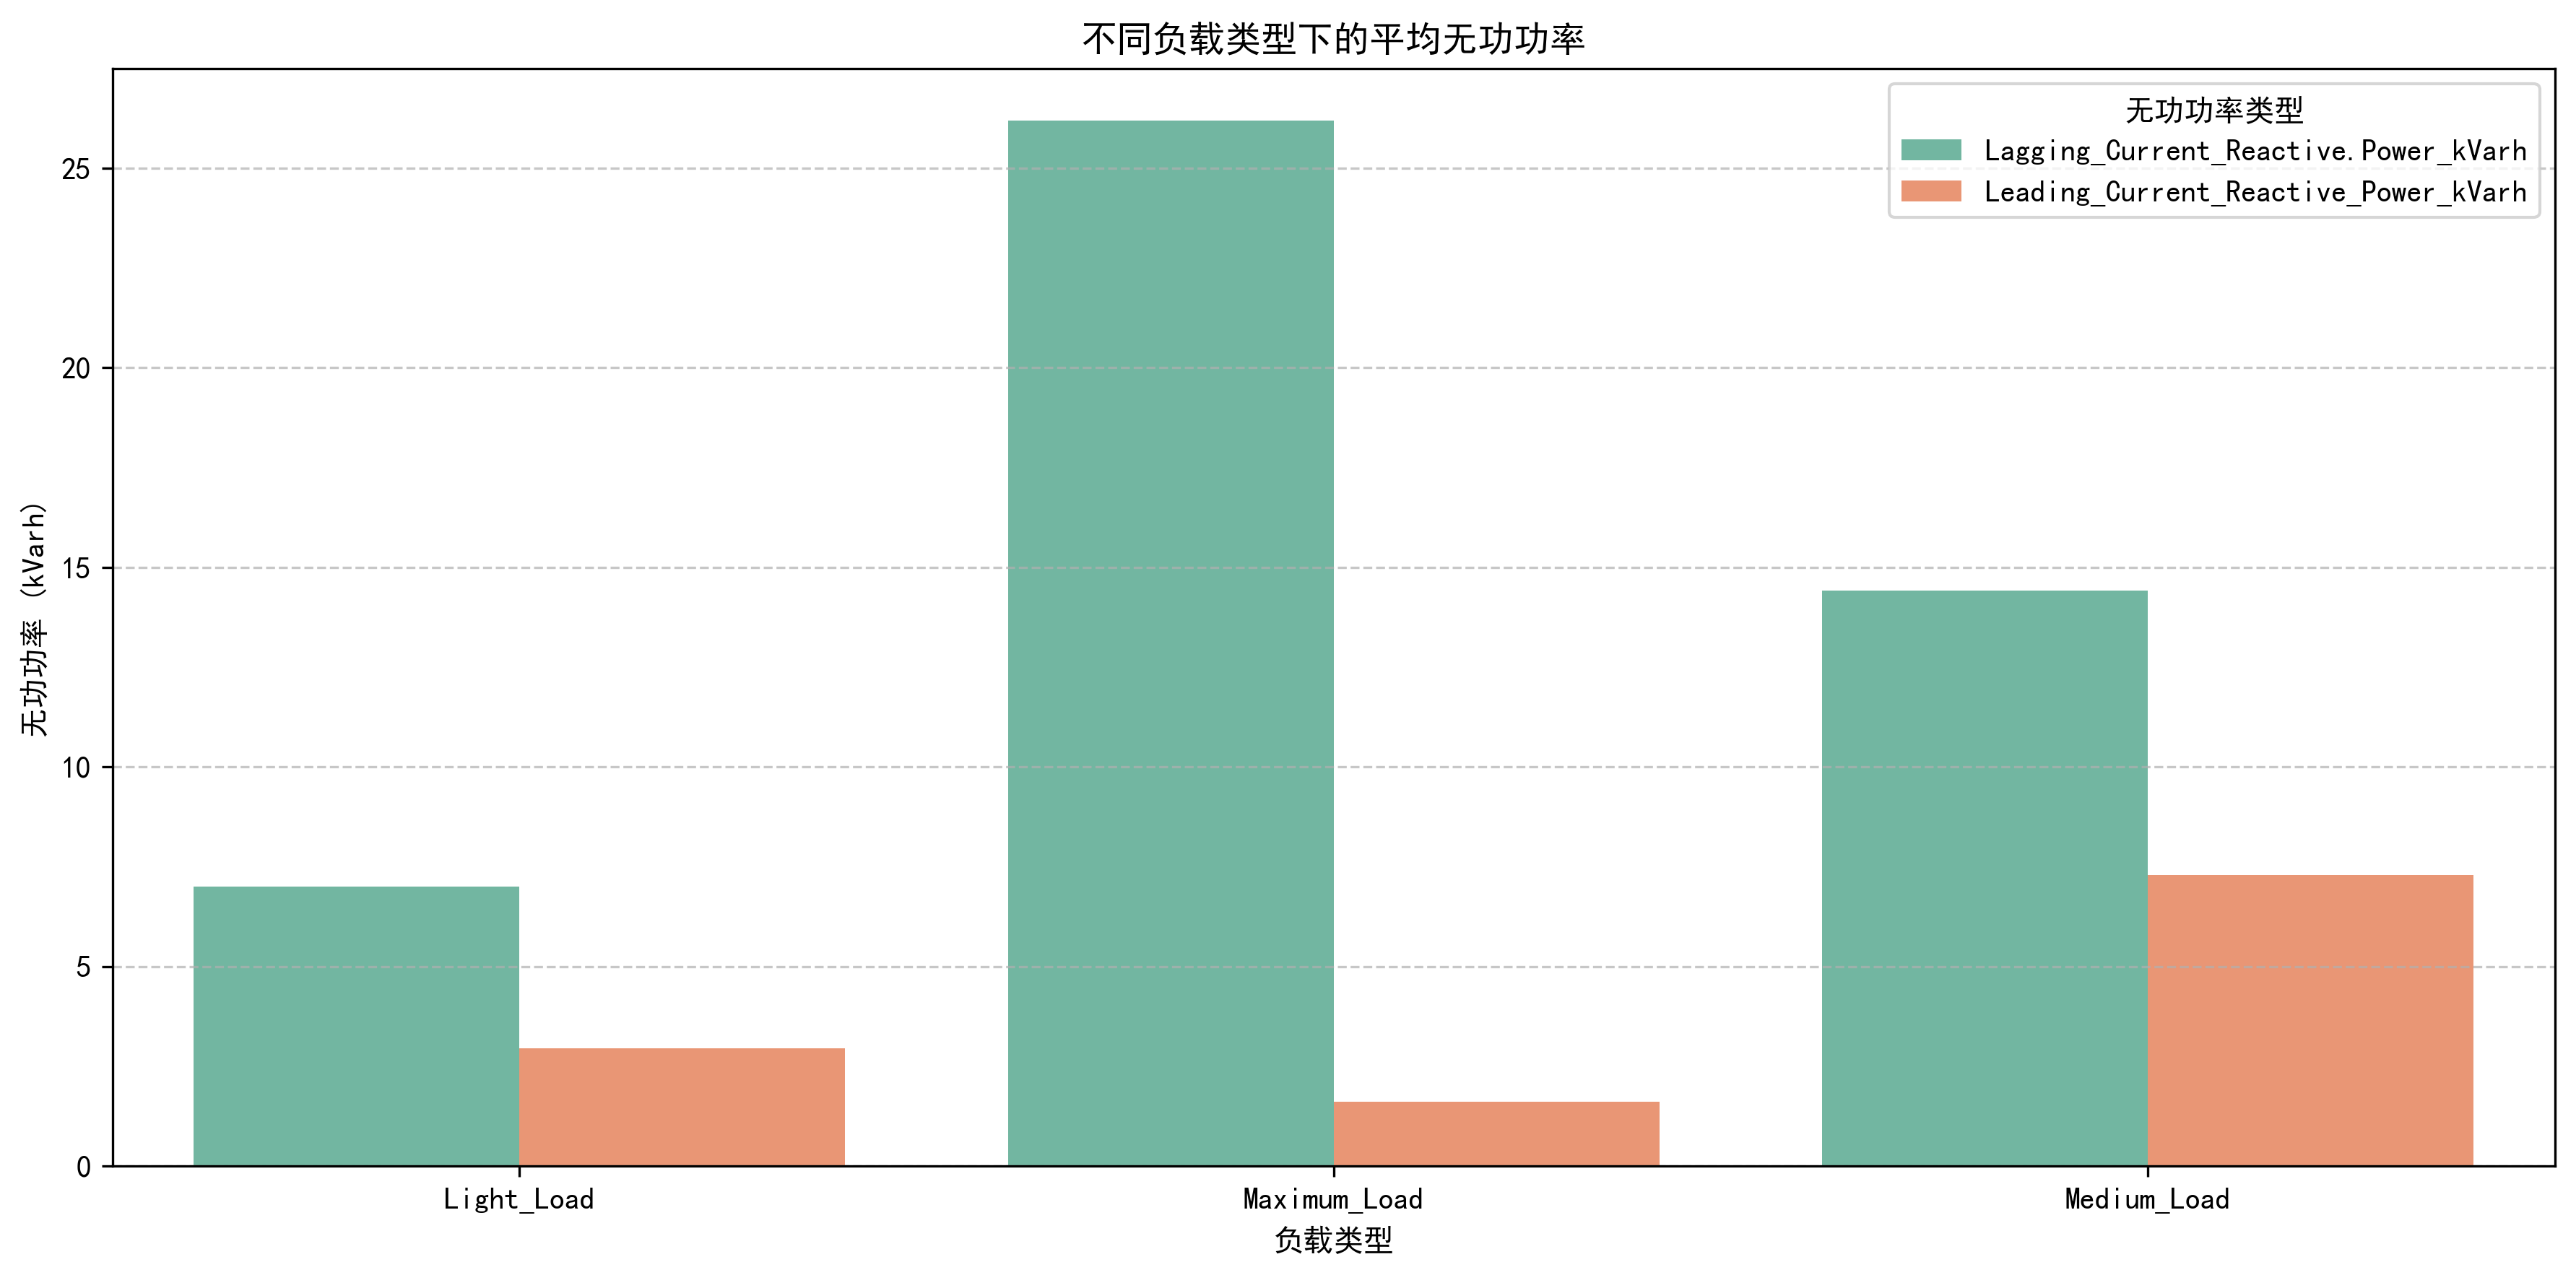 不同负载类型下的平均无功功率
无功功率类型
Lagging_Current_Reactive.Power_kVarh
Leading_Current_Reactive_Power_kVarh
无功功率 (kVarh)
25
20
15
10
5
0
Light_Load
Maximum_Load
Medium_Load
负载类型